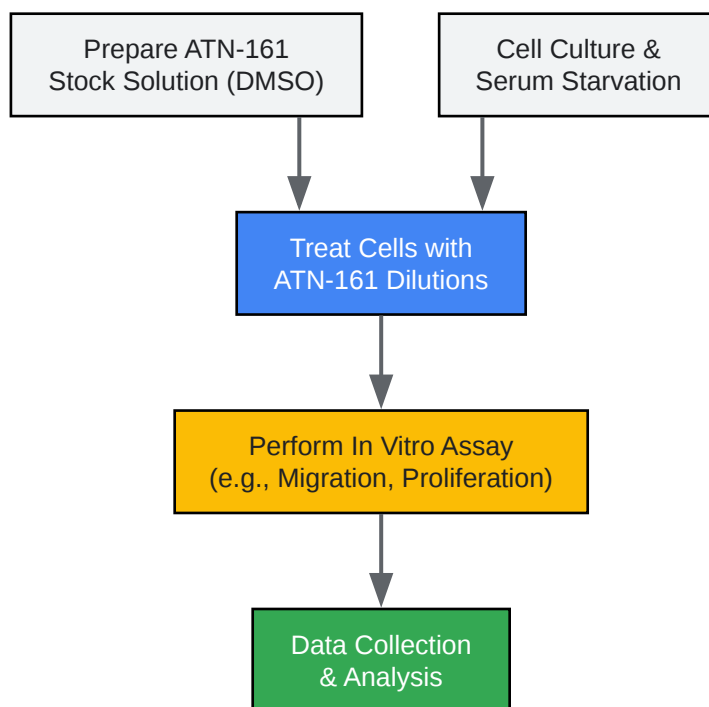 Prepare ATN-161
Stock Solution (DMSO)
Cell Culture &
Serum Starvation
Treat Cells with
ATN-161 Dilutions
Perform In Vitro Assay
(e.g., Migration, Proliferation)
Data Collection
& Analysis